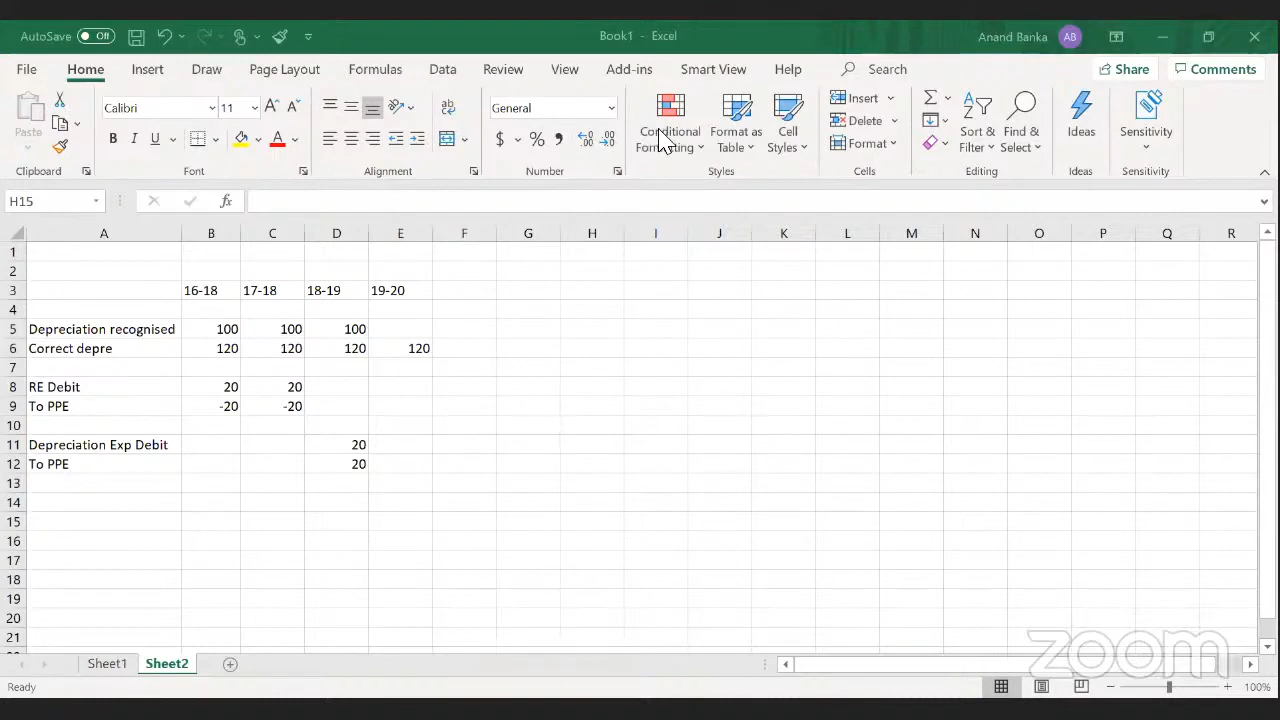 AutoSave Off Book1 - Excel Anand Banka AB
File Home Insert Draw Page Layout Formulas Data Review View Add-ins Smart View Help Search Share Comments
Paste Calibri 11 General Conditional Formatting Format as Table Cell Styles Insert Delete Format Sort & Filter Find & Select Ideas Sensitivity
Clipboard Font Alignment Number Styles Cells Editing Ideas Sensitivity
H15 fx
A B C D E F G H I J K L M N O P Q R
1
2
3 16-18 17-18 18-19 19-20
4
5 Depreciation recognised 100 100 100
6 Correct depre 120 120 120 120
7
8 RE Debit 20 20
9 To PPE -20 -20
10
11 Depreciation Exp Debit 20
12 To PPE 20
13
14
15
16
17
18
19
20
21
zoom
Sheet1 Sheet2
Ready 100%